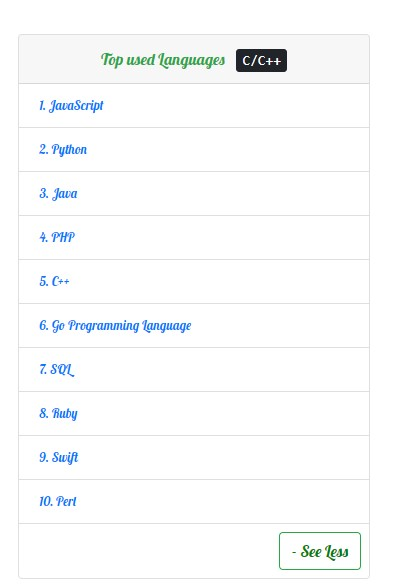 Top used Languages C/C++
1. JavaScript
2. Python
3. Java
4. PHP
5. C++
6. Go Programming Language
7. SQL
8. Ruby
9. Swift
10. Perl
- See Less